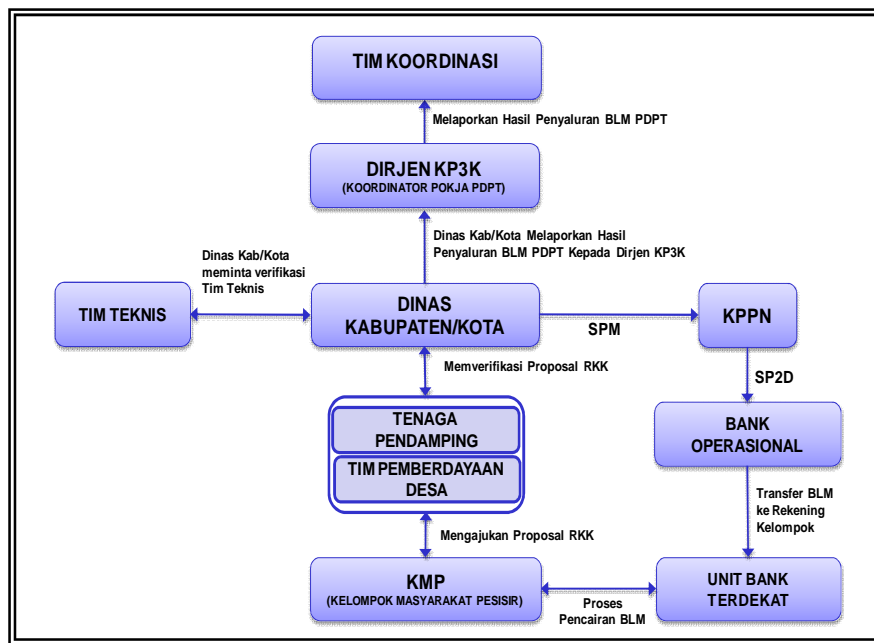 TIM KOORDINASI
Melaporkan Hasil Penyaluran BLM PDPT
DIRJEN KP3K
(KOORDINATOR POKJA PDPT)
Dinas Kab/Kota Melaporkan Hasil
Penyaluran BLM PDPT Kepada Dirjen KP3K
Dinas Kab/Kota
meminta verifikasi
Tim Teknis
TIM TEKNIS
DINAS
KABUPATEN/KOTA
SPM
KPPN
Memverifikasi Proposal RKK
SP2D
TENAGA
PENDAMPING
TIM PEMBERDAYAAN
DESA
BANK
OPERASIONAL
Transfer BLM
ke Rekening
Kelompok
Mengajukan Proposal RKK
KMP
(KELOMPOK MASYARAKAT PESISIR)
Proses
Pencairan BLM
UNIT BANK
TERDEKAT